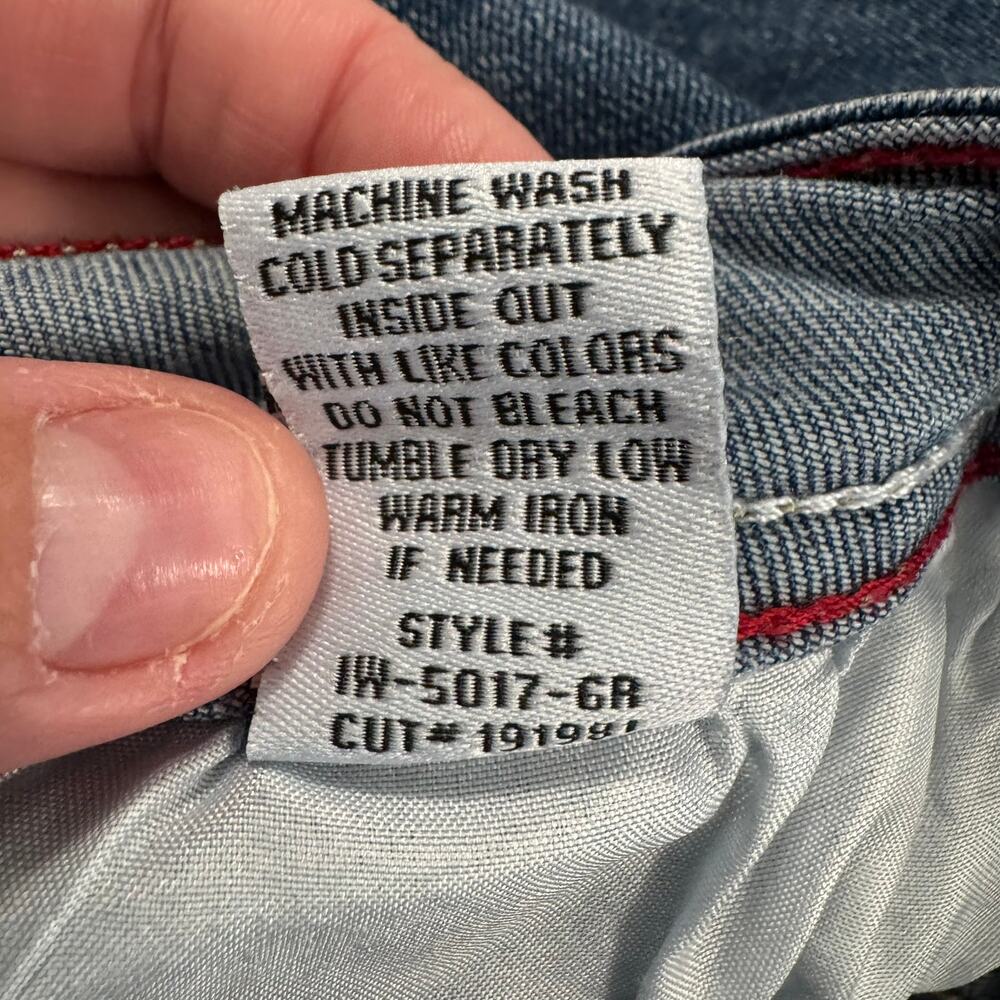 MACHINE WASH
COLD SEPARATELY
INSIDE OUT
WITH LIKE COLORS
DO NOT BLEACH
TUMBLE DRY LOW
WARM IRON
IF NEEDED
STYLE#
IW-5017-GR
CUT#